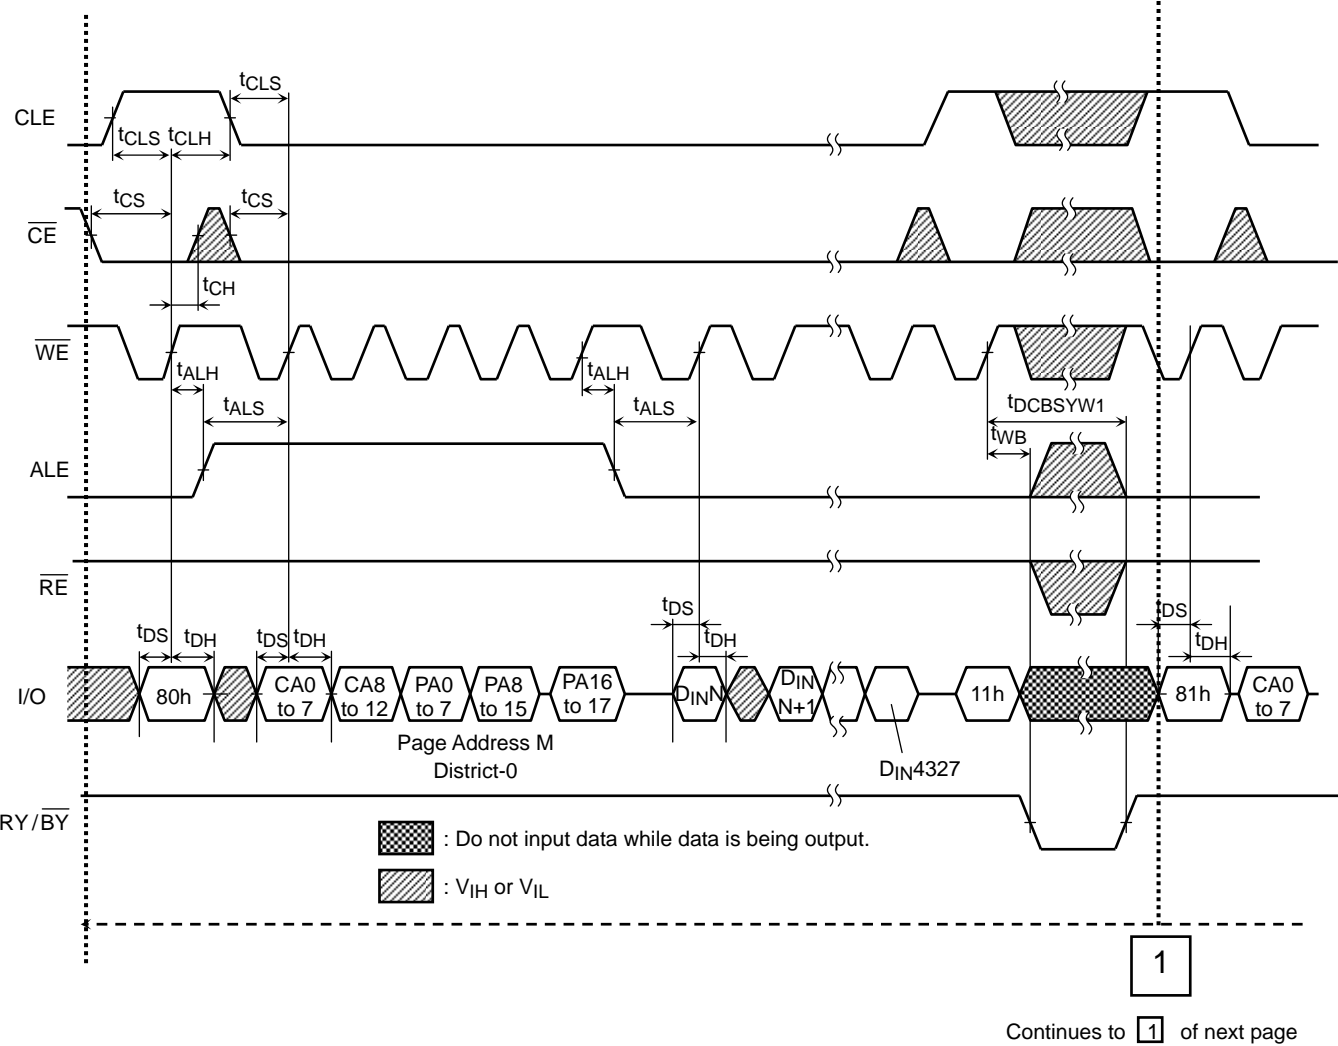 tCLS
CLE
tCLS tCLH
tCS tCS
CE
tCH
WE
tALH tALH
tALS tALS
tDCBSYW1
tWB
ALE
RE
tDS tDH tDS tDH tDS tDH DS tDH
I/O 80h CA0 to 7 CA8 to 12 PA0 to 7 PA8 to 15 PA16 to 17 DINN DIN N+1 11h 81h CA0 to 7
Page Address M
District-0
DIN4327
RY/BY
: Do not input data while data is being output.
: VIH or VIL
1
Continues to 1 of next page